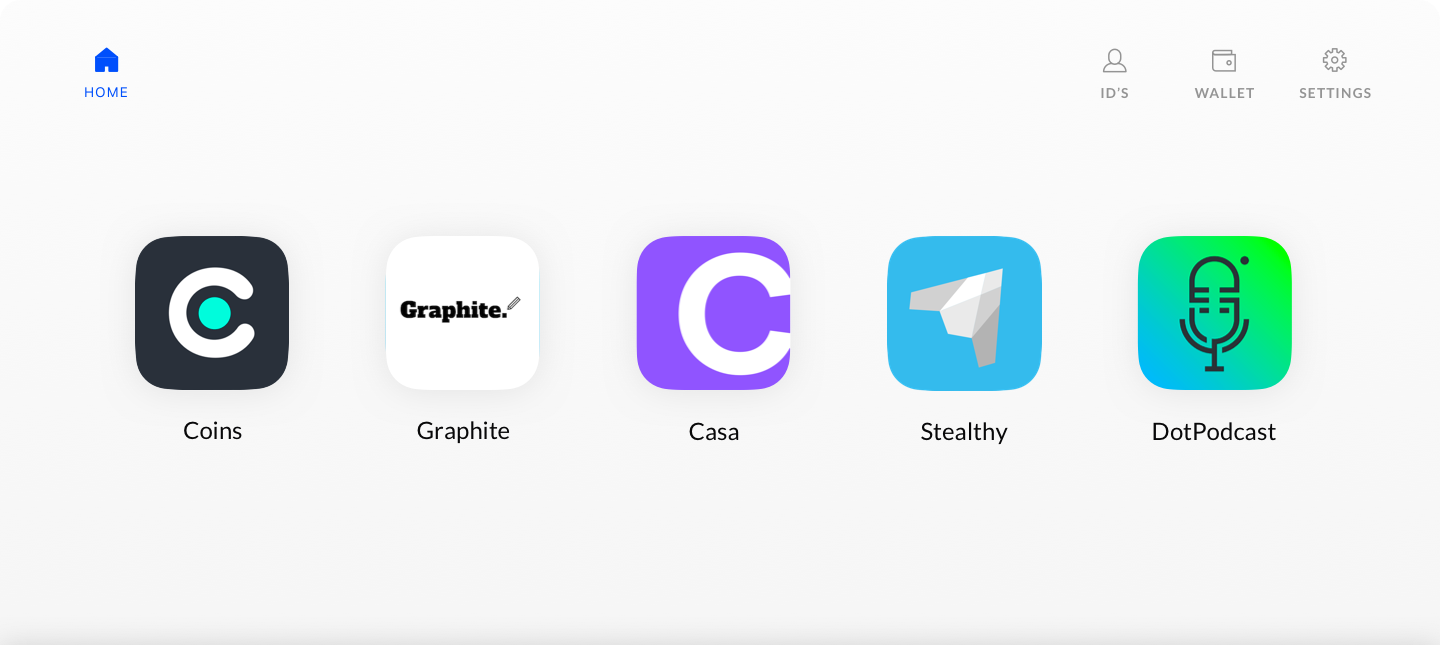 HOME
ID'S
WALLET
SETTINGS
Graphite.
Coins
Graphite
Casa
Stealthy
DotPodcast